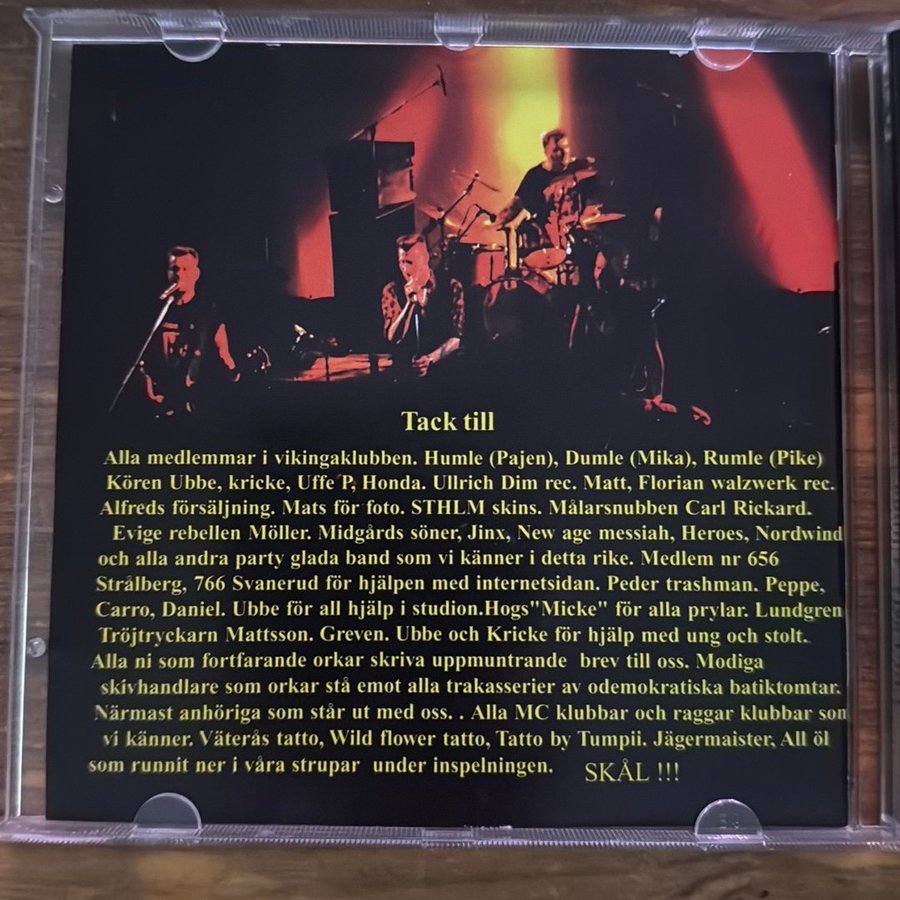 Tack till
Alla medlemmar i vikingaklubben. Humle (Pajen), Dumle (Mika), Rumle (Pike)
Kören Ubbe, kricke, Uffe P, Honda. Ullrich Dim rec. Matt, Florian walzwerk rec.
Alfreds försäljning. Mats för foto. STHLM skins. Målarsnubben Carl Rickard.
Evige rebellen Möller. Midgårds söner, Jinx, New age messiah, Heroes, Nordwind
och alla andra party glada band som vi känner i detta rike. Medlem nr 656
Strålberg, 766 Svanerud för hjälpen med internetsidan. Peder trashman. Peppe,
Carro, Daniel. Ubbe för all hjälp i studion.Hogs"Micke" för alla prylar. Lundgren
Tröjtryckarn Mattsson. Greven. Ubbe och Kricke för hjälp med ung och stolt.
Alla ni som fortfarande orkar skriva uppmuntrande brev till oss. Modiga
skivhandlare som orkar stå emot alla trakasserier av odemokratiska batiktomtar.
Närmast anhöriga som står ut med oss. . Alla MC klubbar och raggar klubbar som
vi känner. Väterås tatto, Wild flower tatto, Tatto by Tumpii. Jägermaister, All öl
som runnit ner i våra strupar under inspelningen. SKÅL !!!